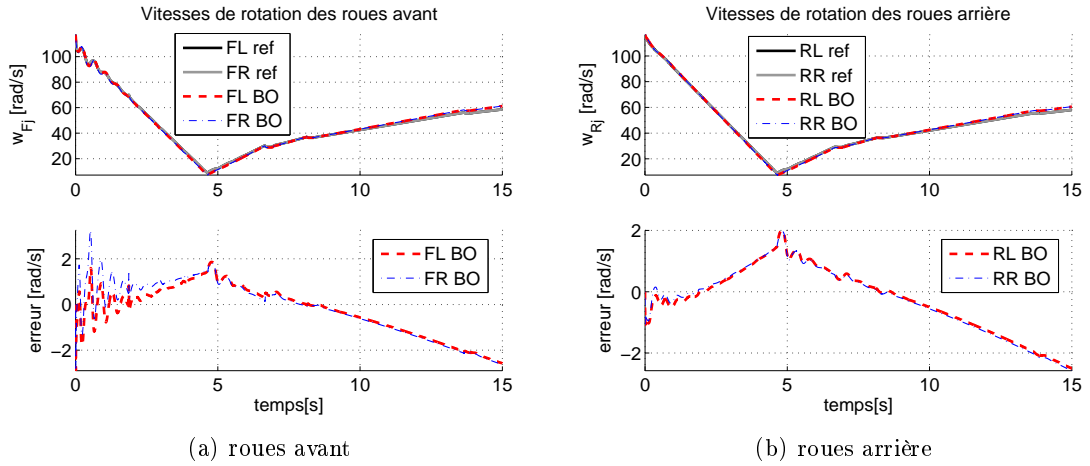 Vitesses de rotation des roues avant
w_Fj [rad/s]
100
80
60
40
20
0
5
10
15
FL ref
FR ref
FL BO
FR BO
erreur [rad/s]
2
0
−2
0
5
10
15
temps[s]
FL BO
FR BO
(a) roues avant
Vitesses de rotation des roues arrière
w_Rj [rad/s]
100
80
60
40
20
0
5
10
15
RL ref
RR ref
RL BO
RR BO
erreur [rad/s]
2
0
−2
0
5
10
15
temps[s]
RL BO
RR BO
(b) roues arrière